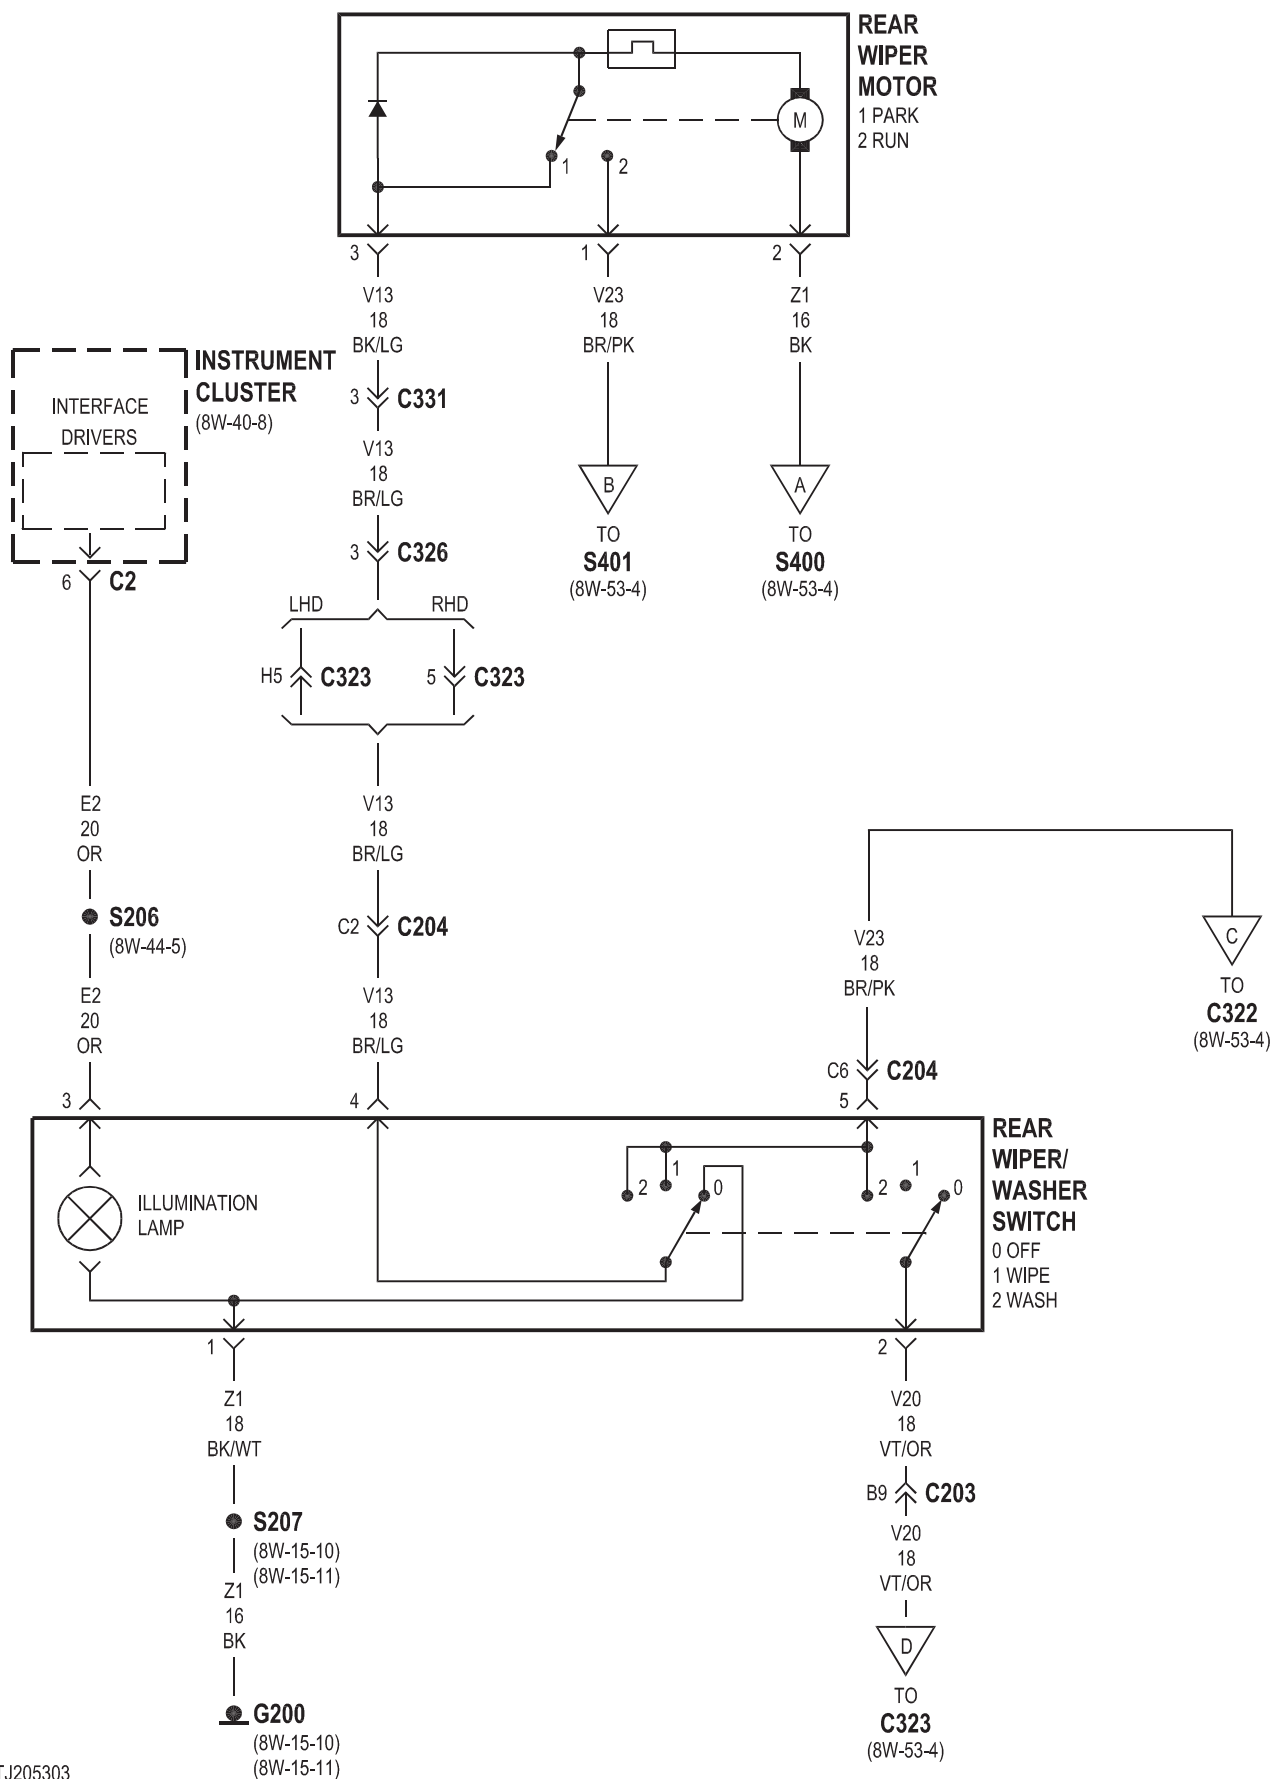 REAR
WIPER
MOTOR
1 PARK
2 RUN
M
1
2
3
1
2
V13
18
BK/LG
V23
18
BR/PK
Z1
16
BK
INSTRUMENT
CLUSTER
(8W-40-8)
INTERFACE
DRIVERS
3 C331
V13
18
BR/LG
B
TO
S401
(8W-53-4)
A
TO
S400
(8W-53-4)
3 C326
6 C2
LHD RHD
H5 C323
5 C323
E2
20
OR
V13
18
BR/LG
S206
(8W-44-5)
C2 C204
V23
18
BR/PK
C
TO
C322
(8W-53-4)
E2
20
OR
V13
18
BR/LG
C6 C204
3
4
5
REAR
WIPER/
WASHER
SWITCH
0 OFF
1 WIPE
2 WASH
ILLUMINATION
LAMP
2
1
0
2
1
0
1
2
Z1
18
BK/WT
V20
18
VT/OR
B9 C203
S207
(8W-15-10)
(8W-15-11)
V20
18
VT/OR
Z1
16
BK
D
TO
C323
(8W-53-4)
G200
(8W-15-10)
(8W-15-11)
TJ205303